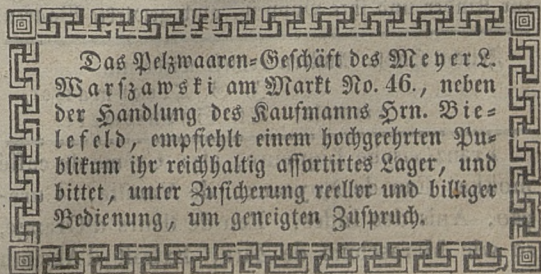 Das Pelzwaaren-Geschäft des Meyer L.
Warszawski am Markt No. 46., neben
der Handlung des Kaufmanns Hrn. Bie-
lefeld, empfiehlt einem hochgeehrten Pu-
blikum ihr reichhaltig assortirtes Lager, und
bittet, unter Zusicherung reeller und billiger
Bedienung, um geneigten Zuspruch.